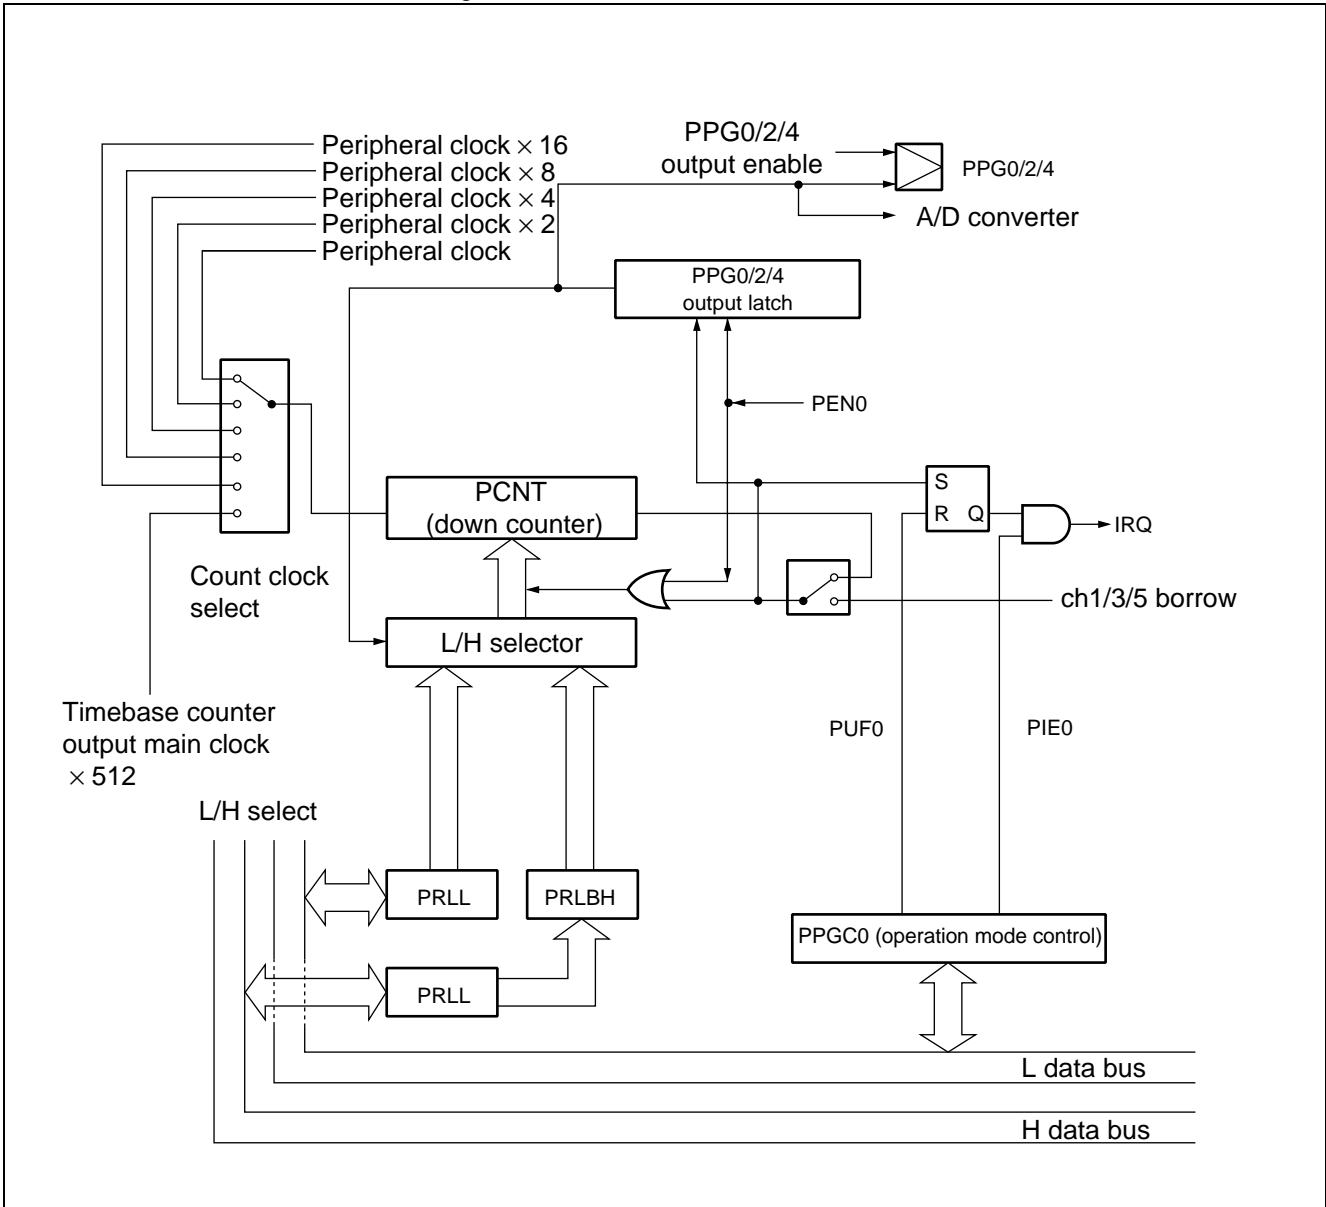 Peripheral clock × 16
Peripheral clock × 8
Peripheral clock × 4
Peripheral clock × 2
Peripheral clock
PPG0/2/4
output enable
PPG0/2/4
A/D converter
PPG0/2/4
output latch
PEN0
PCNT
(down counter)
S
R Q
IRQ
Count clock
select
ch1/3/5 borrow
L/H selector
Timebase counter
output main clock
× 512
PUF0
PIE0
L/H select
PRLL
PRLBH
PPGC0 (operation mode control)
PRLL
L data bus
H data bus